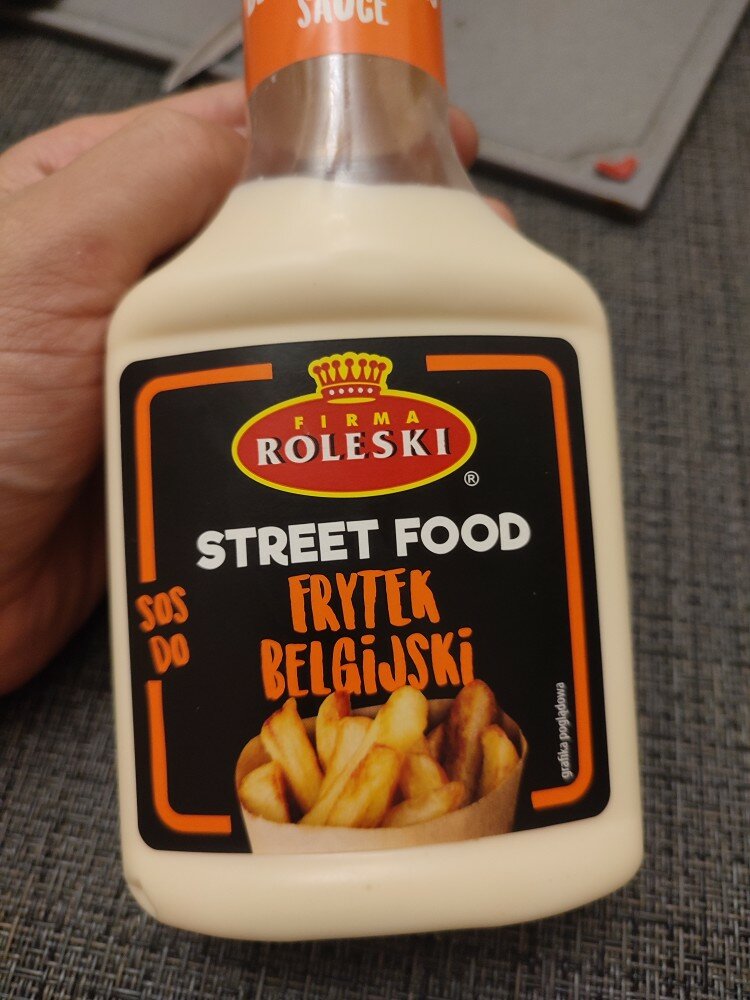 SAUCE
FIRMA
ROLESKI
®
STREET FOOD
SOS
DO
FRYTEK
BELGiJSKi
grafika poglądowa